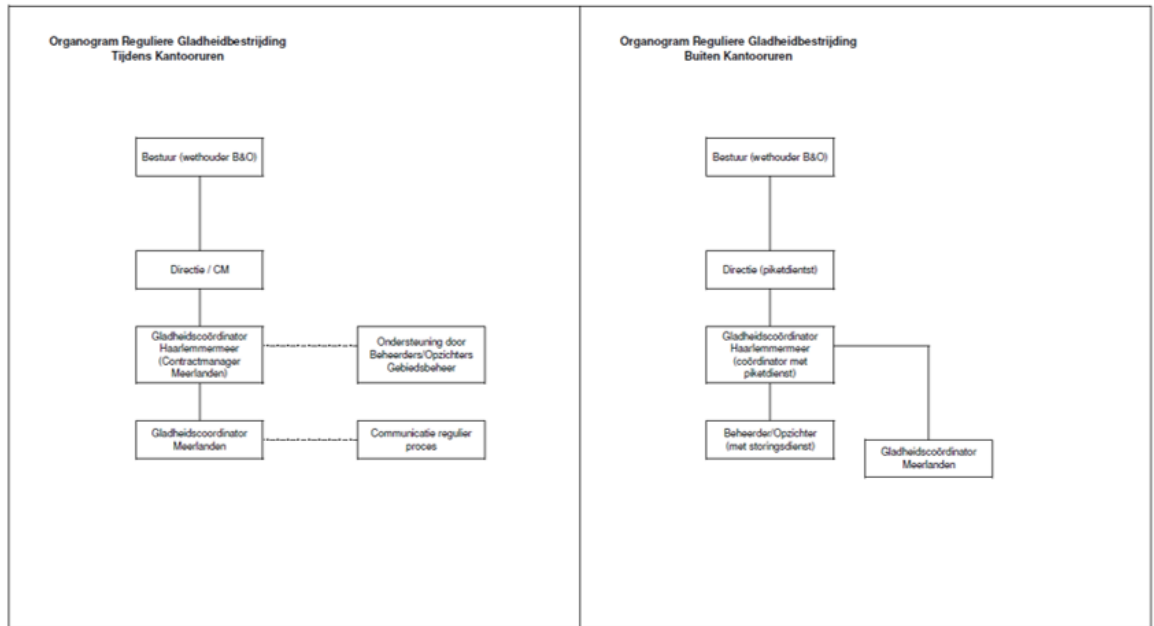 Organogram Reguliere Gladheidbestrijding
Tijdens Kantooruren
Bestuur (wethouder B&O)
Directie / CM
Gladheidscoördinator
Haarlemmermeer
(Contractmanager
Meerlanden)
Ondersteuning door
Beheerders/Opzichters
Gebiedsbeheer
Gladheidscoordinator
Meerlanden
Communicatie regulier
proces
Organogram Reguliere Gladheidbestrijding
Buiten Kantooruren
Bestuur (wethouder B&O)
Directie (piketdientst)
Gladheidscoördinator
Haarlemmermeer
(coördinator met
piketdienst)
Beheerder/Opzichter
(met storingsdienst)
Gladheidscoördinator
Meerlanden